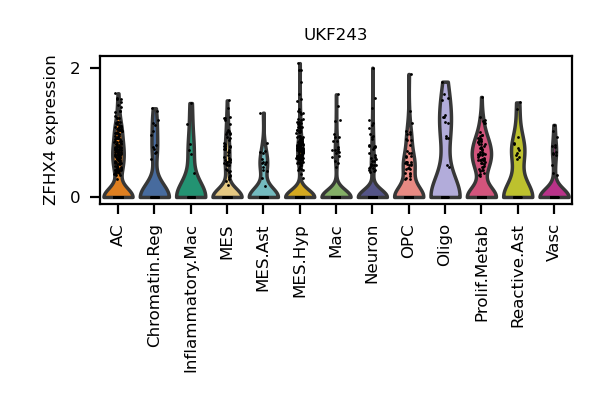 UKF243
ZFHX4 expression
2
0
AC
Chromatin.Reg
Inflammatory.Mac
MES
MES.Ast
MES.Hyp
Mac
Neuron
OPC
Oligo
Prolif.Metab
Reactive.Ast
Vasc